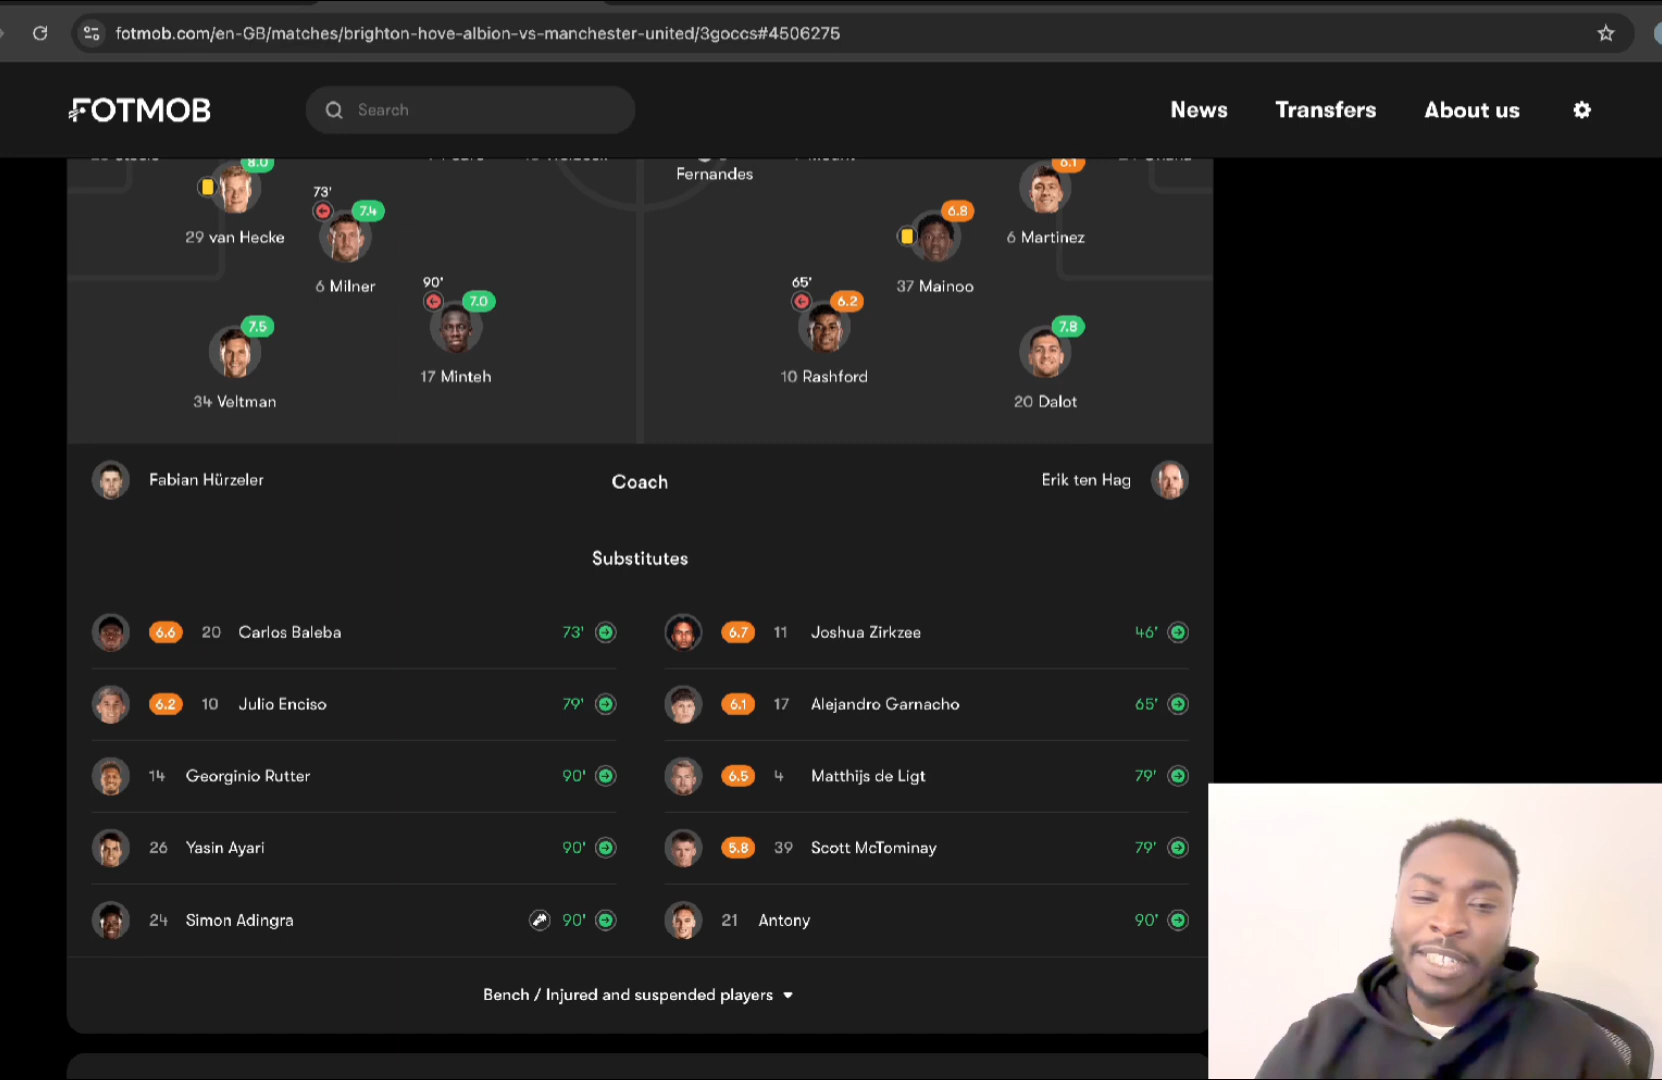 fotmob.com/en-GB/matches/brighton-hove-albion-vs-manchester-united/3goccs#4506275
FOTMOB
Search
News
Transfers
About us
8.0
29 van Hecke
73'
7.4
6 Milner
90'
7.0
17 Minteh
7.5
34 Veltman
Fernandes
6.1
6 Martinez
6.8
37 Mainoo
65'
6.2
10 Rashford
7.8
20 Dalot
Fabian Hürzeler
Coach
Erik ten Hag
Substitutes
6.6 20 Carlos Baleba 73'
6.7 11 Joshua Zirkzee 46'
6.2 10 Julio Enciso 79'
6.1 17 Alejandro Garnacho 65'
14 Georginio Rutter 90'
6.5 4 Matthijs de Ligt 79'
26 Yasin Ayari 90'
5.8 39 Scott McTominay 79'
24 Simon Adingra 90'
21 Antony 90'
Bench / Injured and suspended players